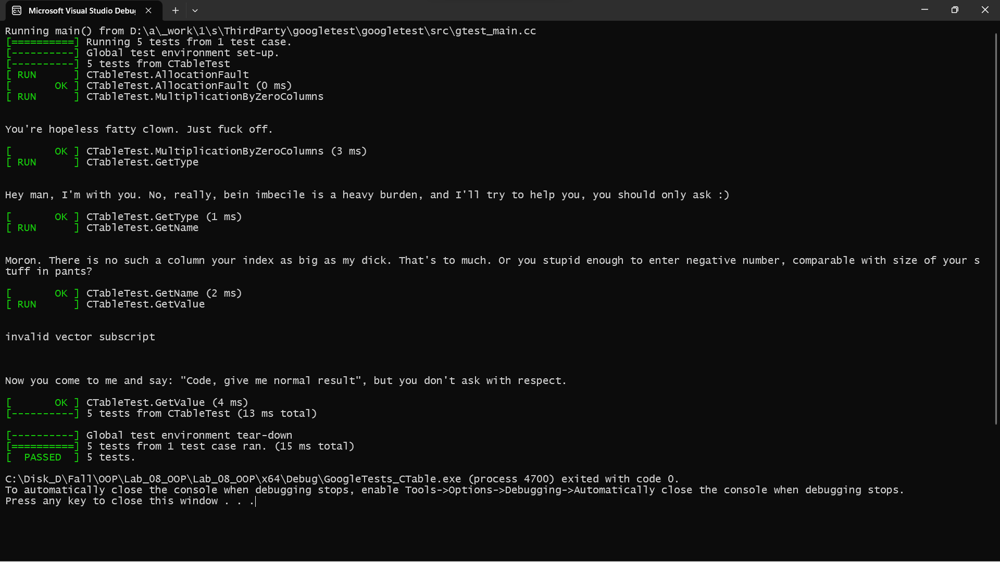 Microsoft Visual Studio Debug
Running main() from D:\a\_work\1\s\ThirdParty\googletest\googletest\src\gtest_main.cc
[==========] Running 5 tests from 1 test case.
[----------] Global test environment set-up.
[----------] 5 tests from CTableTest
[ RUN      ] CTableTest.AllocationFault
[       OK ] CTableTest.AllocationFault (0 ms)
[ RUN      ] CTableTest.MultiplicationByZeroColumns
You're hopeless fatty clown. Just fuck off.
[       OK ] CTableTest.MultiplicationByZeroColumns (3 ms)
[ RUN      ] CTableTest.GetType
Hey man, I'm with you. No, really, bein imbecile is a heavy burden, and I'll try to help you, you should only ask :)
[       OK ] CTableTest.GetType (1 ms)
[ RUN      ] CTableTest.GetName
Moron. There is no such a column your index as big as my dick. That's to much. Or you stupid enough to enter negative number, comparable with size of your s
tuff in pants?
[       OK ] CTableTest.GetName (2 ms)
[ RUN      ] CTableTest.GetValue
invalid vector subscript
Now you come to me and say: "Code, give me normal result", but you don't ask with respect.
[       OK ] CTableTest.GetValue (4 ms)
[----------] 5 tests from CTableTest (13 ms total)
[----------] Global test environment tear-down
[==========] 5 tests from 1 test case ran. (15 ms total)
[  PASSED  ] 5 tests.
C:\Disk_D\Fall\OOP\Lab_08_OOP\Lab_08_OOP\x64\Debug\GoogleTests_CTable.exe (process 4700) exited with code 0.
To automatically close the console when debugging stops, enable Tools->Options->Debugging->Automatically close the console when debugging stops.
Press any key to close this window . . .